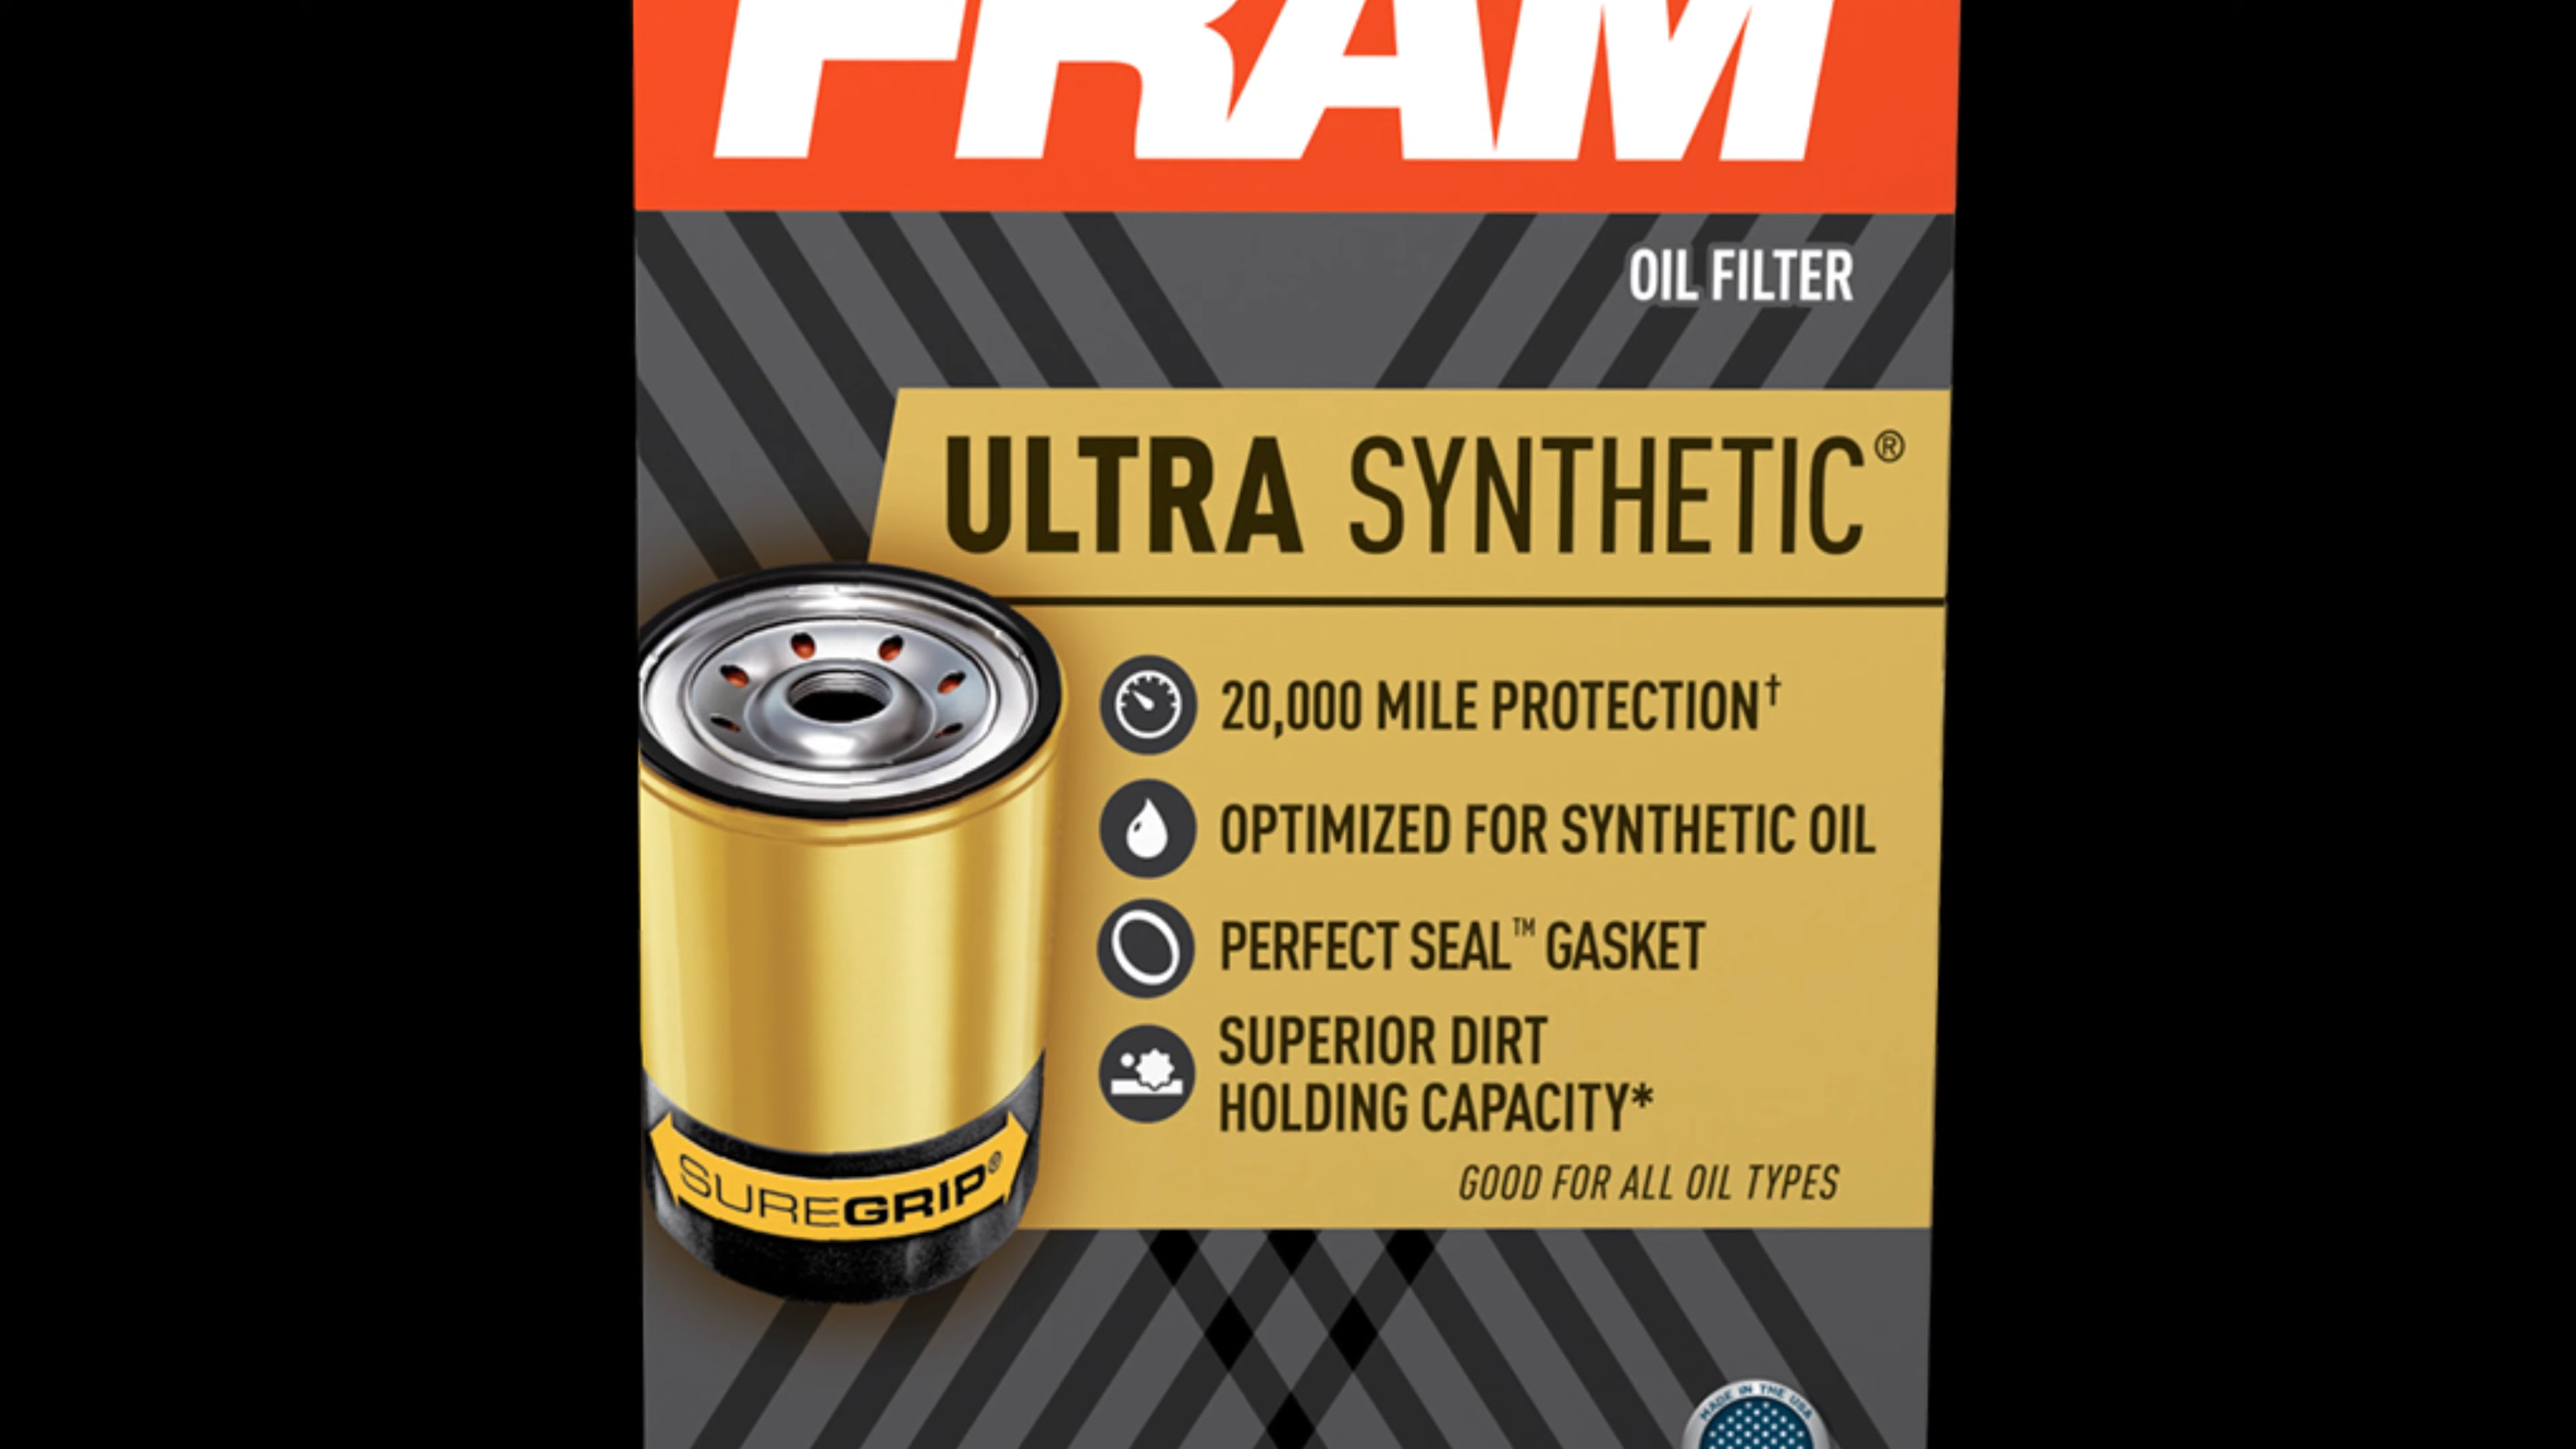 FRAM
OIL FILTER
ULTRA SYNTHETIC®
20,000 MILE PROTECTION†
OPTIMIZED FOR SYNTHETIC OIL
PERFECT SEAL™ GASKET
SUPERIOR DIRT
HOLDING CAPACITY*
GOOD FOR ALL OIL TYPES
SUREGRIP®
MADE IN THE USA